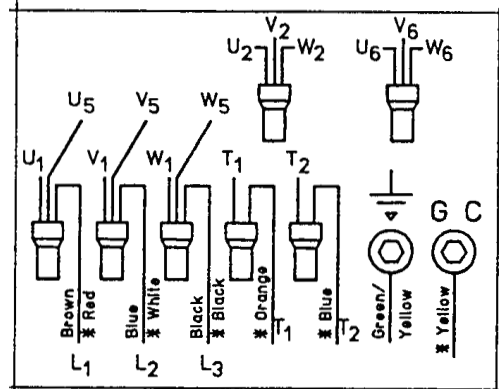 V2
U2 W2
V6
U6 W6
U5 V5 W5
U1 V1 W1 T1 T2
G C
Brown
* Red
Blue
* White
Black
* Black
* Orange
* Blue
Green/
Yellow
* Yellow
L1 L2 L3 T1 T2